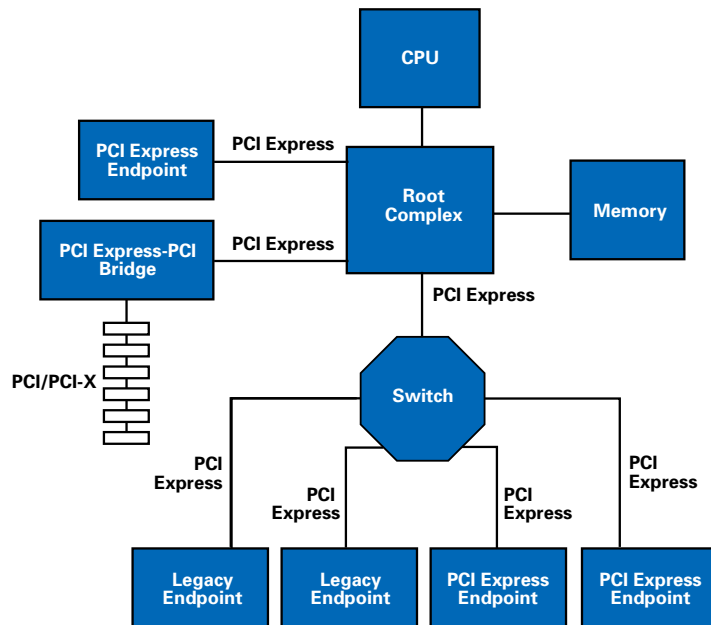 CPU
PCI Express
Endpoint
PCI Express
Root
Complex
Memory
PCI Express-PCI
Bridge
PCI Express
PCI Express
PCI/PCI-X
Switch
PCI
Express
PCI
Express
PCI
Express
PCI
Express
Legacy
Endpoint
Legacy
Endpoint
PCI Express
Endpoint
PCI Express
Endpoint